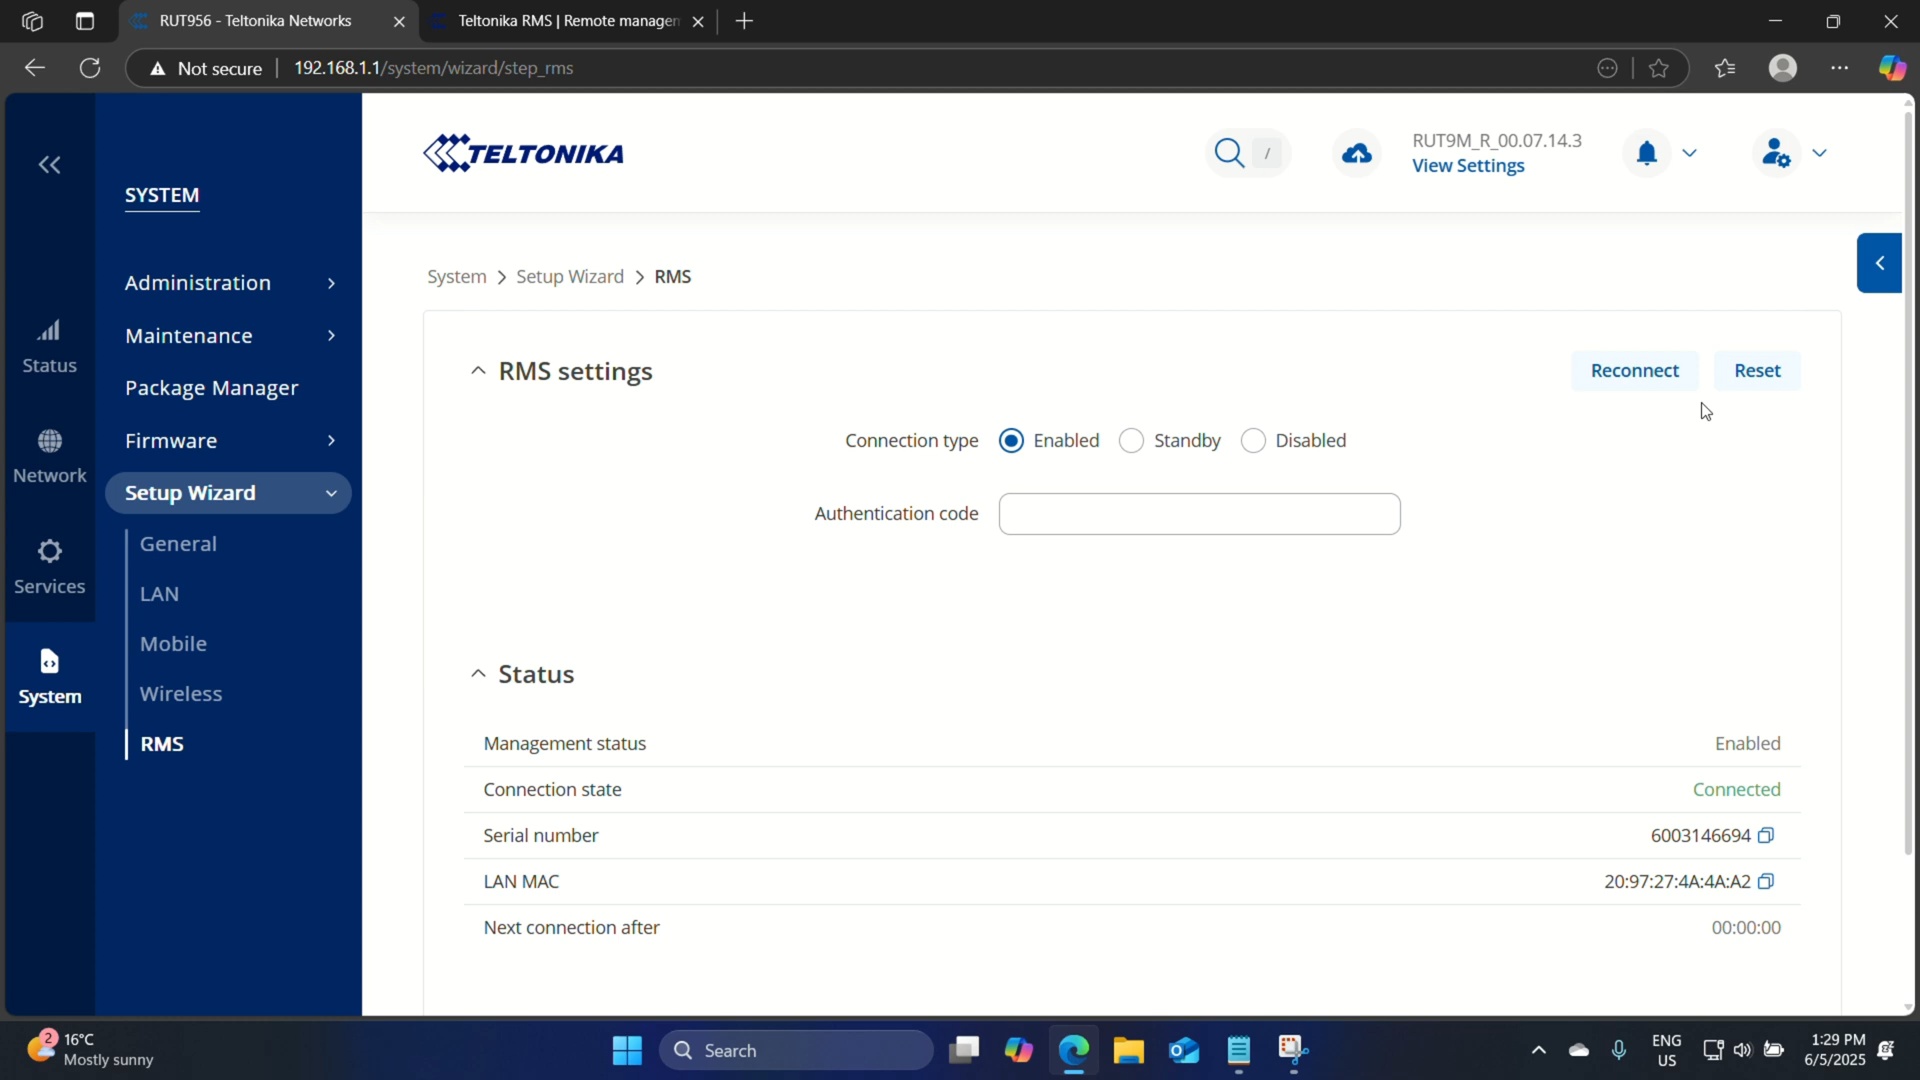 RUT956 - Teltonika Networks
Teltonika RMS | Remote managem
Not secure
192.168.1.1/system/wizard/step_rms
TELTONIKA
/
RUT9M_R_00.07.14.3
View Settings
SYSTEM
Administration
Maintenance
Package Manager
Firmware
Setup Wizard
General
LAN
Mobile
Wireless
RMS
Status
Network
Services
System
System > Setup Wizard > RMS
RMS settings
Reconnect
Reset
Connection type
Enabled
Standby
Disabled
Authentication code
Status
Management status
Enabled
Connection state
Connected
Serial number
6003146694
LAN MAC
20:97:27:4A:4A:A2
Next connection after
00:00:00
2
16°C
Mostly sunny
Search
ENG
US
1:29 PM
6/5/2025